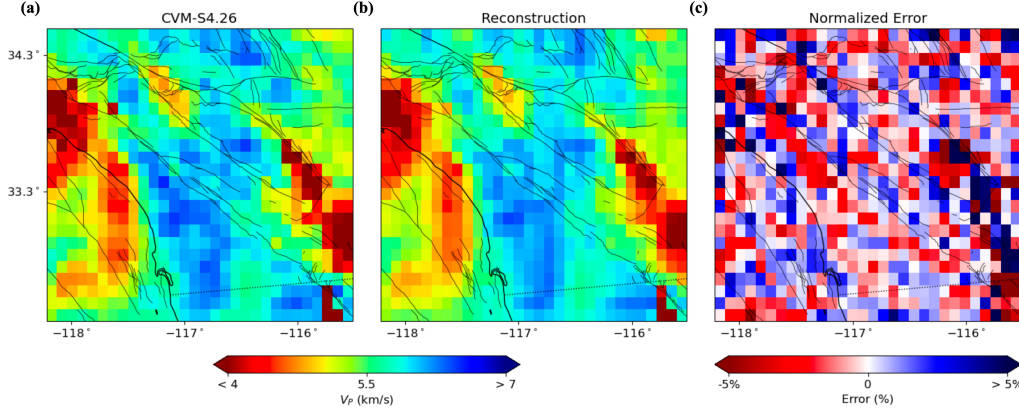 (a) CVM-S4.26
(b) Reconstruction
(c) Normalized Error
34.3°
33.3°
−118° −117° −116°
−118° −117° −116°
−118° −117° −116°
< 4 5.5 > 7
V_P (km/s)
-5% 0 > 5%
Error (%)